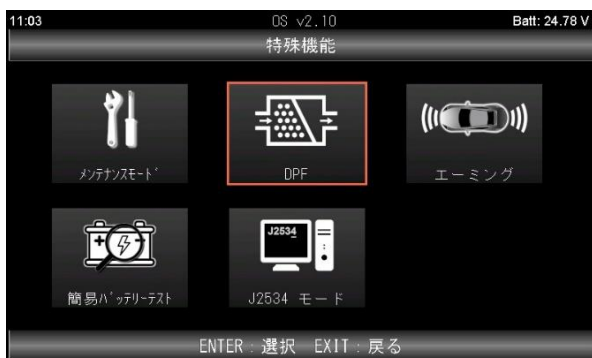 11:03 OS v2.10 Batt: 24.78 V
特殊機能
メンテナンスモード DPF エーミング
J2534
簡易バッテリーテスト J2534 モード
ENTER：選択 EXIT：戻る